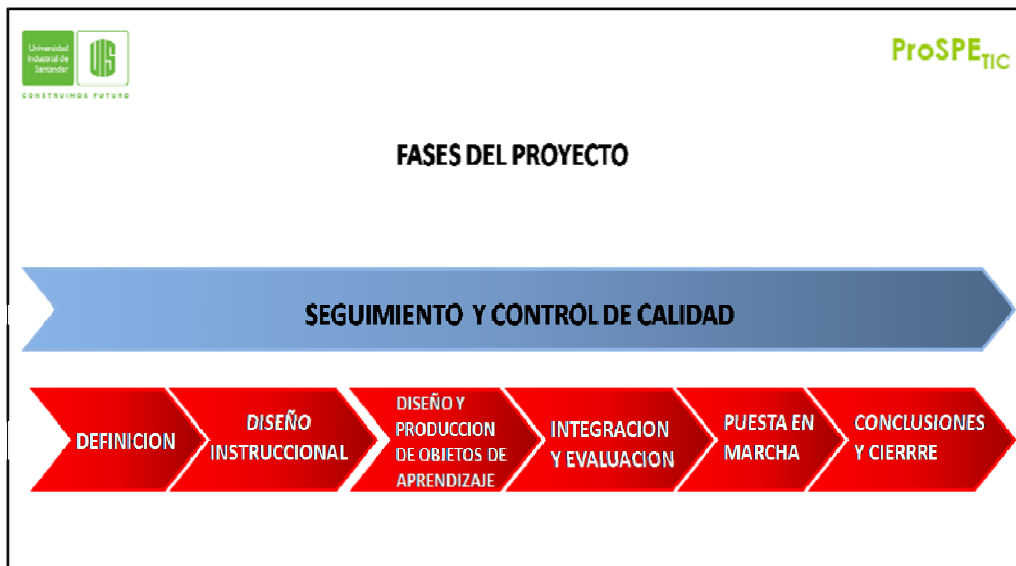 Universidad
Industrial de
Santander
UIS
CONSTRUIMOS FUTURO
ProSPETIC
FASES DEL PROYECTO
SEGUIMIENTO Y CONTROL DE CALIDAD
DEFINICION
DISEÑO
INSTRUCCIONAL
DISEÑO Y
PRODUCCION
DE OBJETOS DE
APRENDIZAJE
INTEGRACION
Y EVALUACION
PUESTA EN
MARCHA
CONCLUSIONES
Y CIERRRE